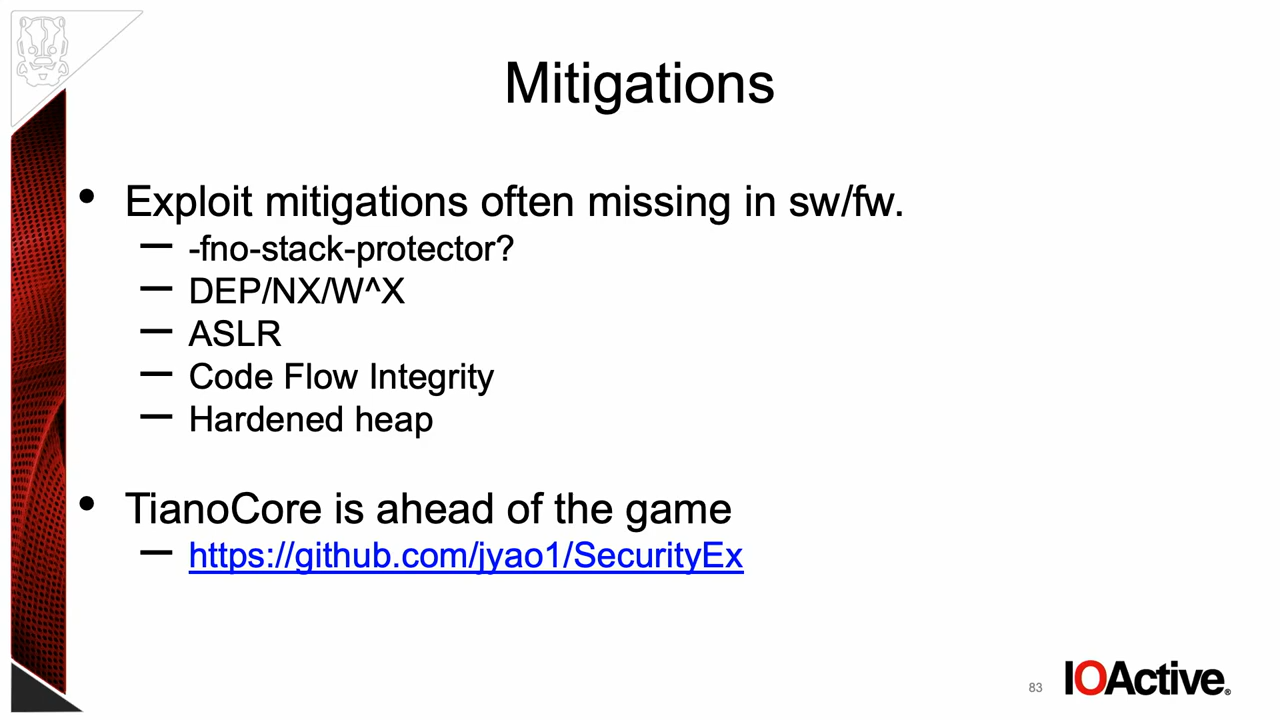 Mitigations
• Exploit mitigations often missing in sw/fw.
— -fno-stack-protector?
— DEP/NX/W^X
— ASLR
— Code Flow Integrity
— Hardened heap
• TianoCore is ahead of the game
— https://github.com/jyao1/SecurityEx
83
IOActive®